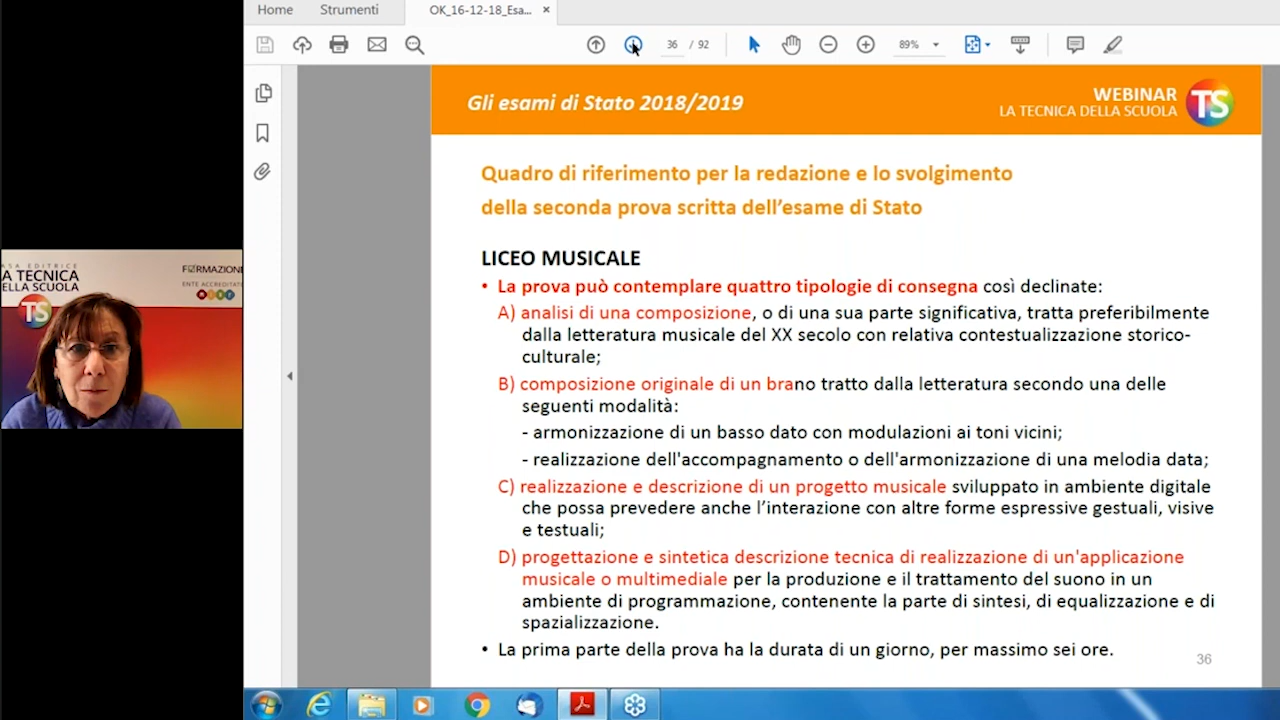 Home Strumenti OK_16-12-18_Esa... ×
36 / 92 89%
Gli esami di Stato 2018/2019
WEBINAR
LA TECNICA DELLA SCUOLA
TS
Quadro di riferimento per la redazione e lo svolgimento
della seconda prova scritta dell'esame di Stato
LICEO MUSICALE
• La prova può contemplare quattro tipologie di consegna così declinate:
A) analisi di una composizione, o di una sua parte significativa, tratta preferibilmente
dalla letteratura musicale del XX secolo con relativa contestualizzazione storico-
culturale;
B) composizione originale di un brano tratto dalla letteratura secondo una delle
seguenti modalità:
- armonizzazione di un basso dato con modulazioni ai toni vicini;
- realizzazione dell'accompagnamento o dell'armonizzazione di una melodia data;
C) realizzazione e descrizione di un progetto musicale sviluppato in ambiente digitale
che possa prevedere anche l'interazione con altre forme espressive gestuali, visive
e testuali;
D) progettazione e sintetica descrizione tecnica di realizzazione di un'applicazione
musicale o multimediale per la produzione e il trattamento del suono in un
ambiente di programmazione, contenente la parte di sintesi, di equalizzazione e di
spazializzazione.
• La prima parte della prova ha la durata di un giorno, per massimo sei ore.
36
ASA EDITRICE
A TECNICA
ELLA SCUOLA
TS
FORMAZIONE
ENTE ACCREDITAT